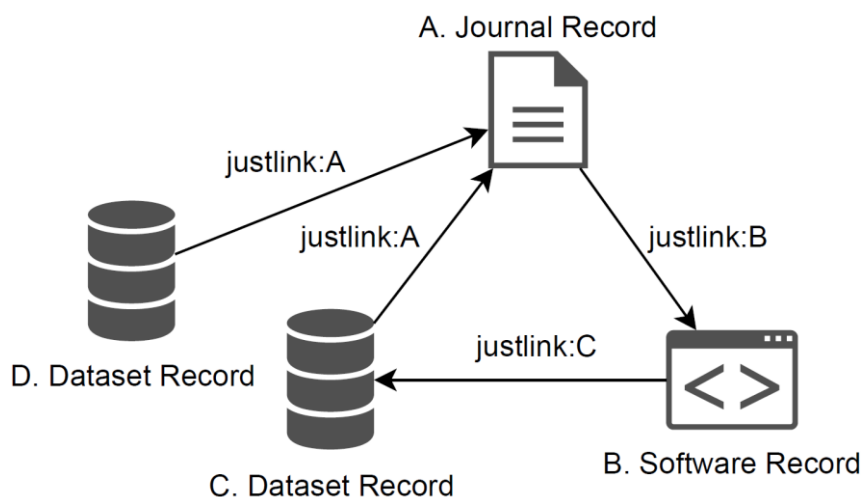 A. Journal Record
justlink:A
justlink:A
justlink:B
justlink:C
D. Dataset Record
B. Software Record
C. Dataset Record